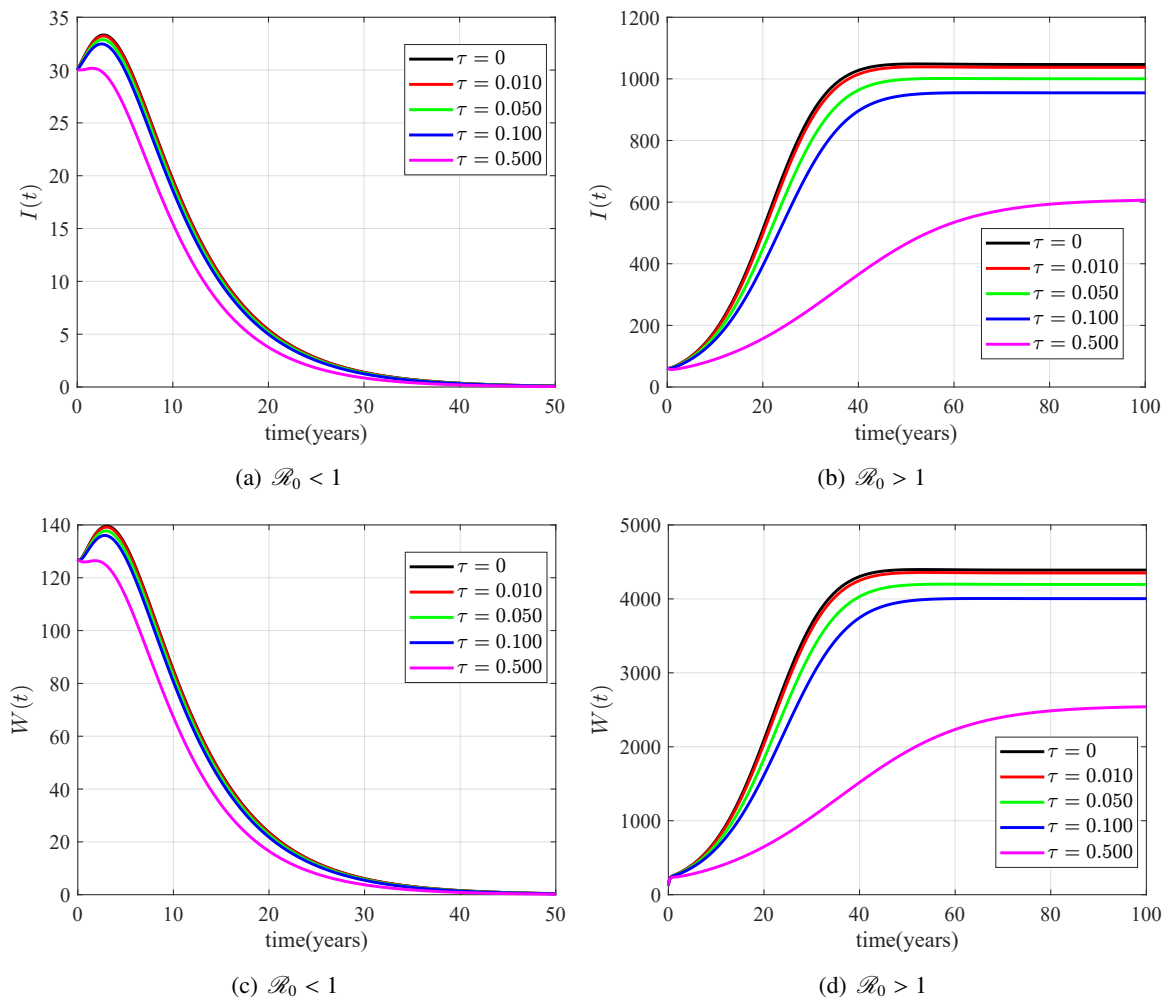 35
30
25
20
15
10
5
0
I(t)
0 10 20 30 40 50
time(years)
τ = 0
τ = 0.010
τ = 0.050
τ = 0.100
τ = 0.500
(a) ℛ₀ < 1
1200
1000
800
600
400
200
0
I(t)
0 20 40 60 80 100
time(years)
τ = 0
τ = 0.010
τ = 0.050
τ = 0.100
τ = 0.500
(b) ℛ₀ > 1
140
120
100
80
60
40
20
0
W(t)
0 10 20 30 40 50
time(years)
τ = 0
τ = 0.010
τ = 0.050
τ = 0.100
τ = 0.500
(c) ℛ₀ < 1
5000
4000
3000
2000
1000
0
W(t)
0 20 40 60 80 100
time(years)
τ = 0
τ = 0.010
τ = 0.050
τ = 0.100
τ = 0.500
(d) ℛ₀ > 1